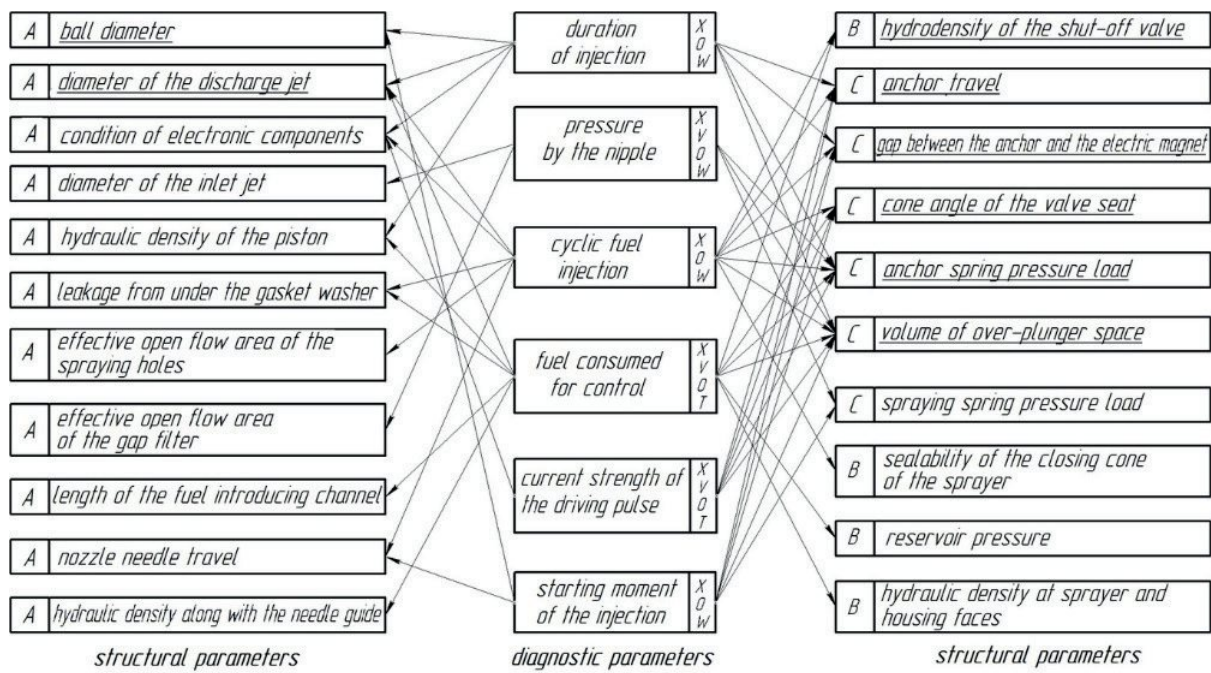 A ball diameter
A diameter of the discharge jet
A condition of electronic components
A diameter of the inlet jet
A hydraulic density of the piston
A leakage from under the gasket washer
A effective open flow area of the
spraying holes
A effective open flow area
of the gap filter
A length of the fuel introducing channel
A nozzle needle travel
A hydraulic density along with the needle guide
structural parameters
duration
of injection
X
O
W
pressure
by the nipple
X
V
O
W
cyclic fuel
injection
X
O
W
fuel consumed
for control
X
V
O
T
current strength of
the driving pulse
X
V
O
T
starting moment
of the injection
X
O
W
diagnostic parameters
B hydrodensity of the shut-off valve
C anchor travel
C gap between the anchor and the electric magnet
C cone angle of the valve seat
C anchor spring pressure load
C volume of over-plunger space
C spraying spring pressure load
B sealability of the closing cone
of the sprayer
B reservoir pressure
B hydraulic density at sprayer and
housing faces
structural parameters